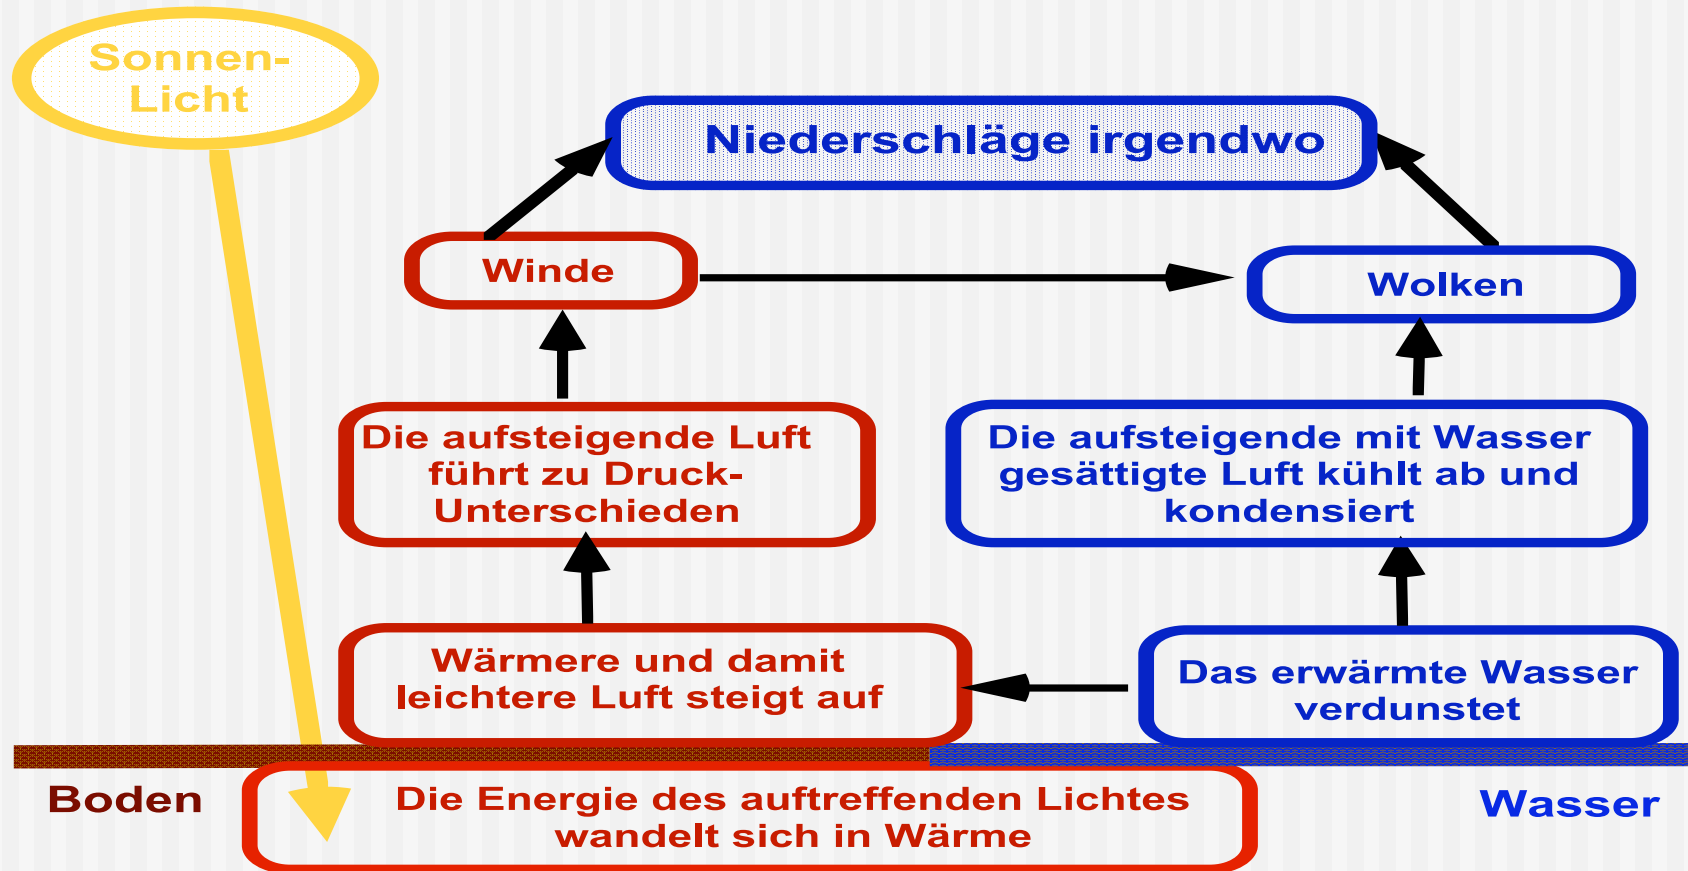 Sonnen-
Licht
Niederschläge irgendwo
Winde
Wolken
Die aufsteigende Luft
führt zu Druck-
Unterschieden
Die aufsteigende mit Wasser
gesättigte Luft kühlt ab und
kondensiert
Wärmere und damit
leichtere Luft steigt auf
Das erwärmte Wasser
verdunstet
Boden
Die Energie des auftreffenden Lichtes
wandelt sich in Wärme
Wasser